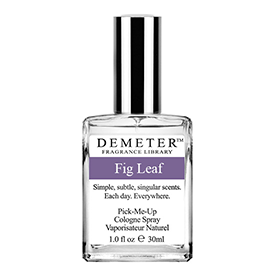 DEMETER™
FRAGRANCE LIBRARY
Fig Leaf
Simple, subtle, singular scents.
Each day. Everywhere.
Pick-Me-Up
Cologne Spray
Vaporisateur Naturel
1.0 fl oz ℮ 30ml